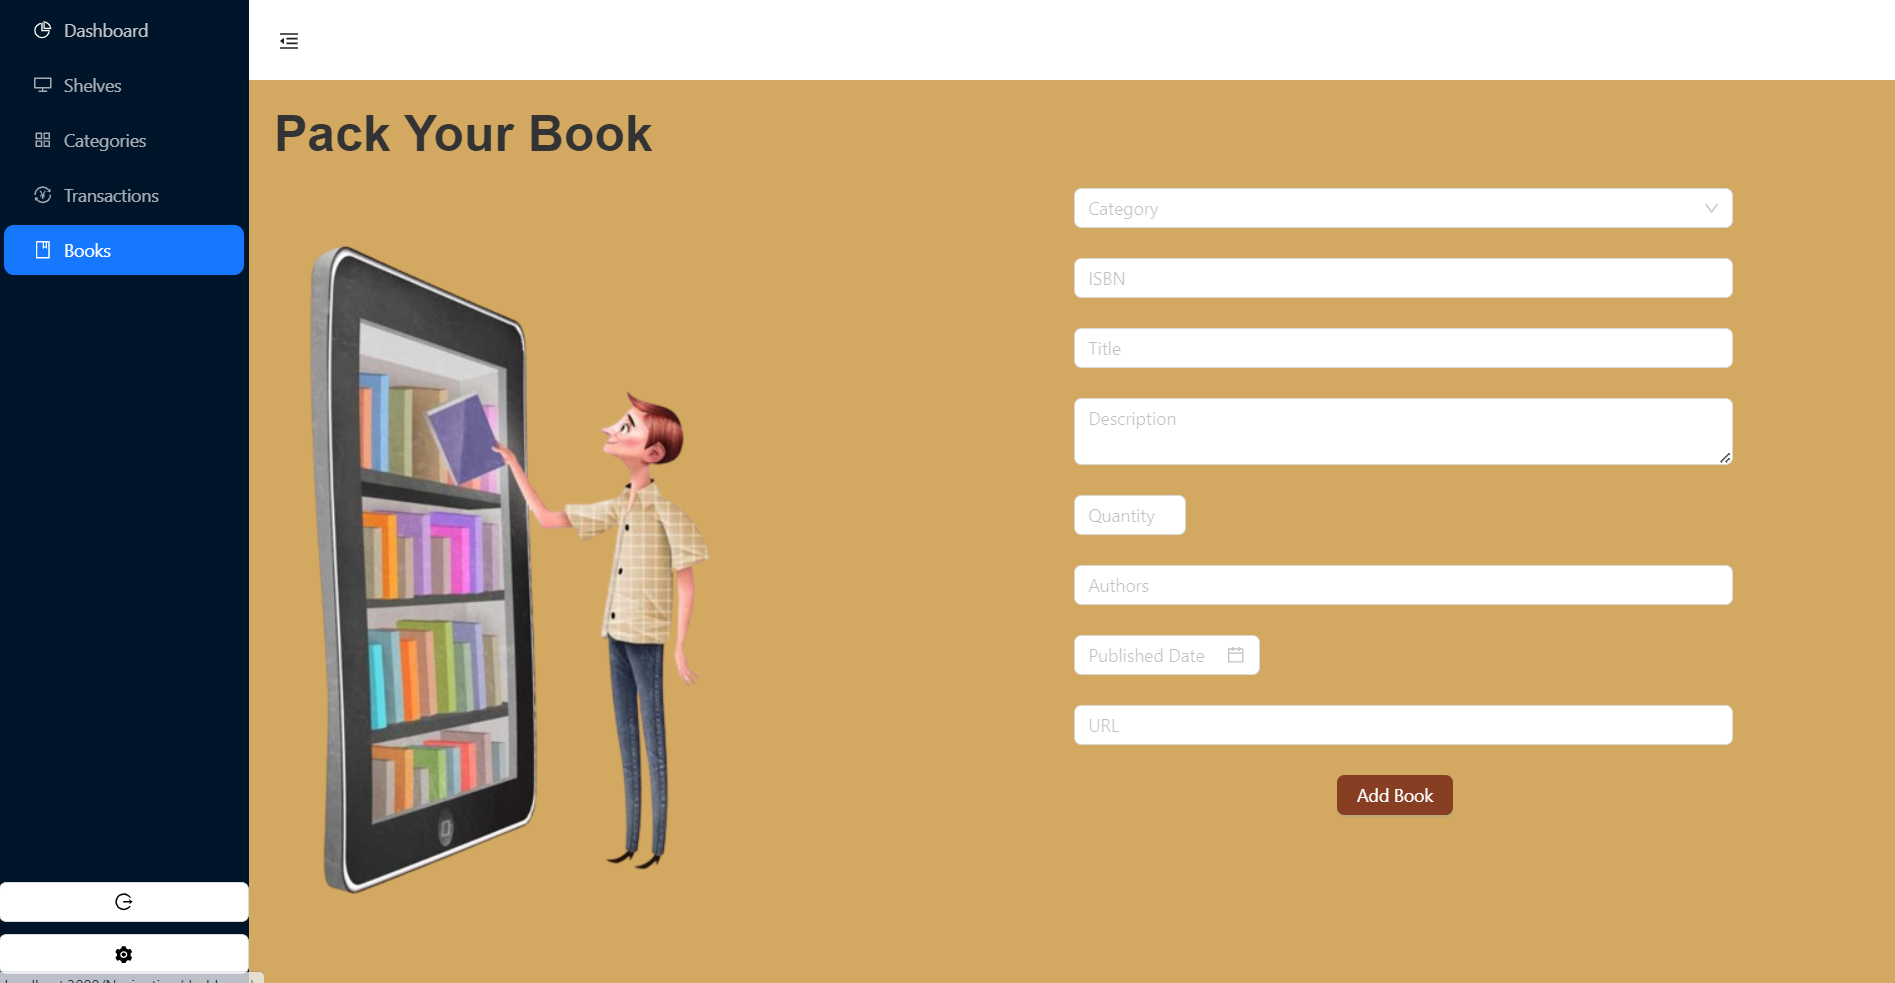 Dashboard
Shelves
Categories
Transactions
Books
Pack Your Book
Category
ISBN
Title
Description
Quantity
Authors
Published Date
URL
Add Book